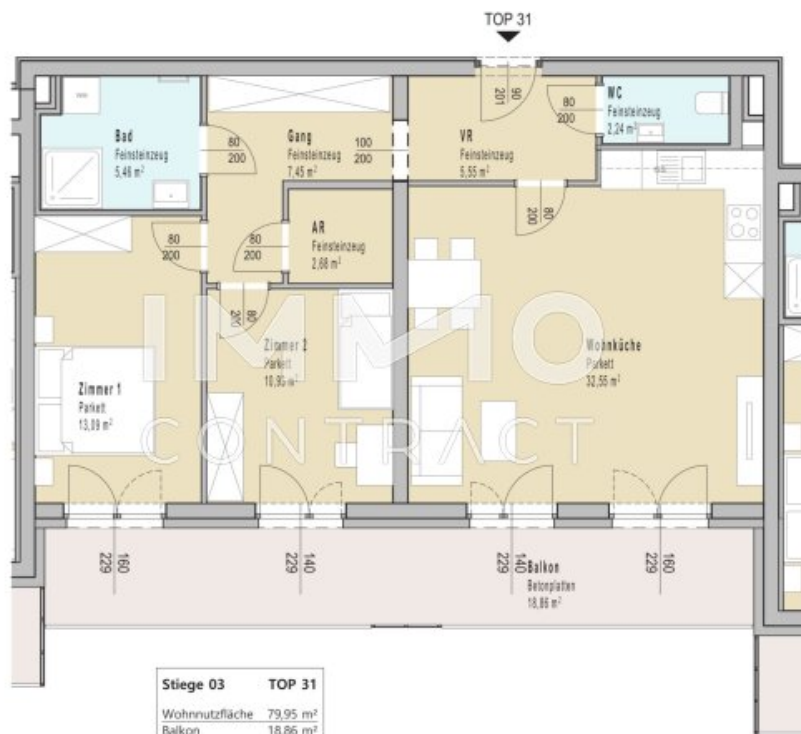 TOP 31
Bad
Feinsteinzeug
5,46 m²
80
200
Gang
Feinsteinzeug
7,45 m²
100
200
VR
Feinsteinzeug
5,55 m²
90
201
80
200
WC
Feinsteinzeug
2,24 m²
80
200
AR
Feinsteinzeug
2,68 m²
80
200
80
200
80
200
Zimmer 1
Parkett
13,09 m²
Zimmer 2
Parkett
10,93 m²
Wohnküche
Parkett
32,55 m²
IMMO
CONTRACT
160
229
140
229
140
229
160
229
Balkon
Betonplatten
18,86 m²
Stiege 03 TOP 31
Wohnnutzfläche 79,95 m²
Balkon 18,86 m²